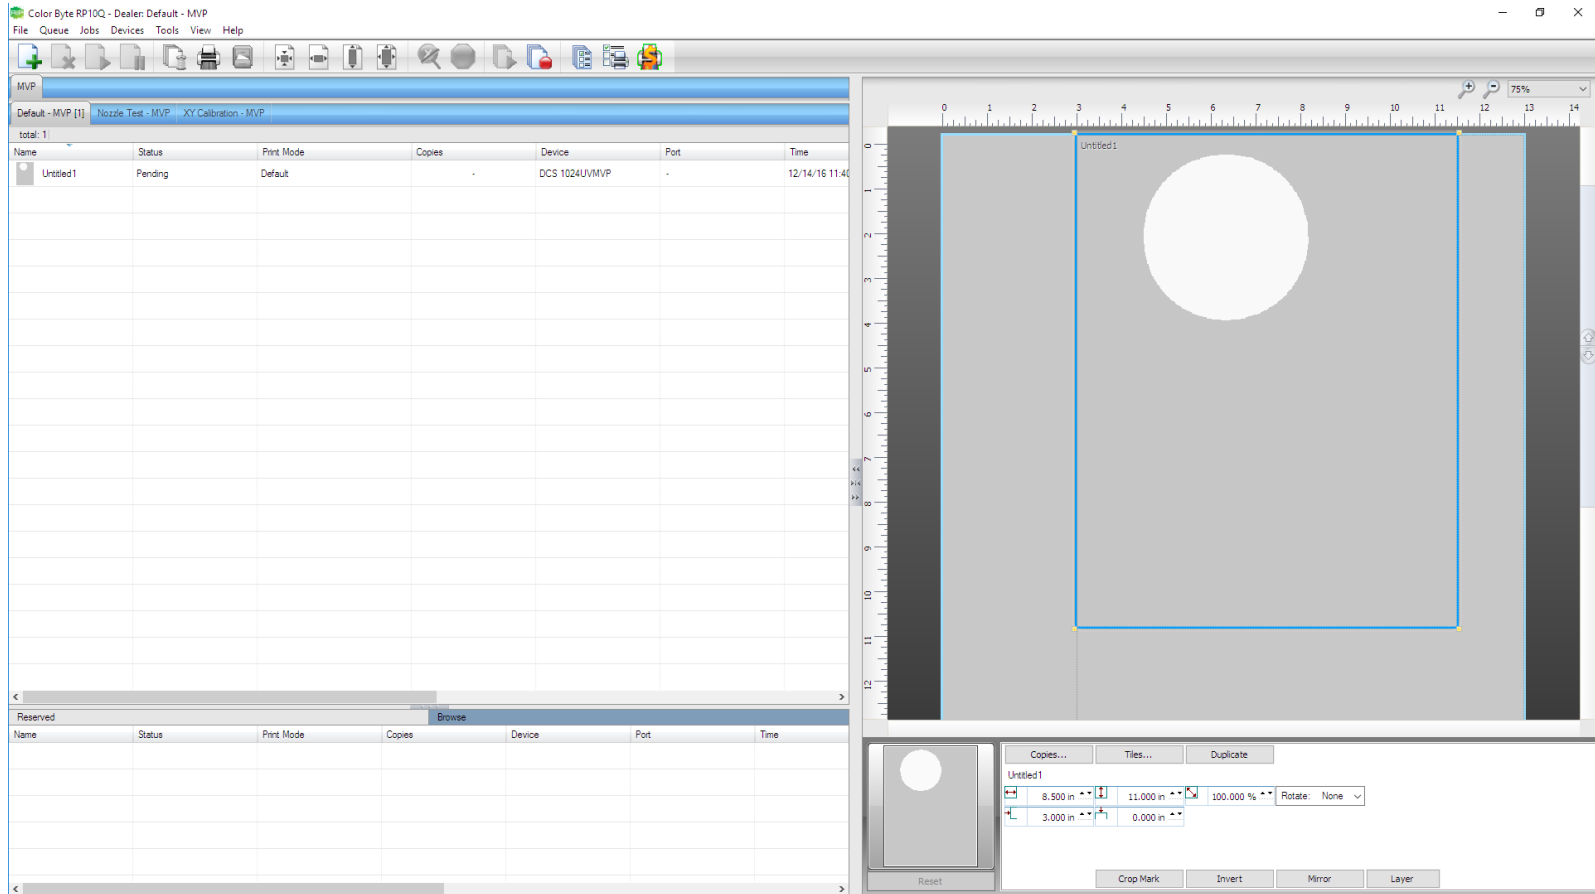 Color Byte RP10Q - Dealer: Default - MVP
File Queue Jobs Devices Tools View Help
MVP
75%
Default - MVP [1] Nozzle Test - MVP XY Calibration - MVP
0 1 2 3 4 5 6 7 8 9 10 11 12 13 14
total: 1
Name Status Print Mode Copies Device Port Time
Untitled1 Pending Default - DCS 1024UVMVP - 12/14/16 11:40
Untitled1
0
1
2
3
4
5
6
7
8
9
10
11
12
Reserved Browse
Name Status Print Mode Copies Device Port Time
Copies... Tiles... Duplicate
Untitled1
8.500 in 11.000 in 100.000 % Rotate: None
3.000 in 0.000 in
Reset Crop Mark Invert Mirror Layer